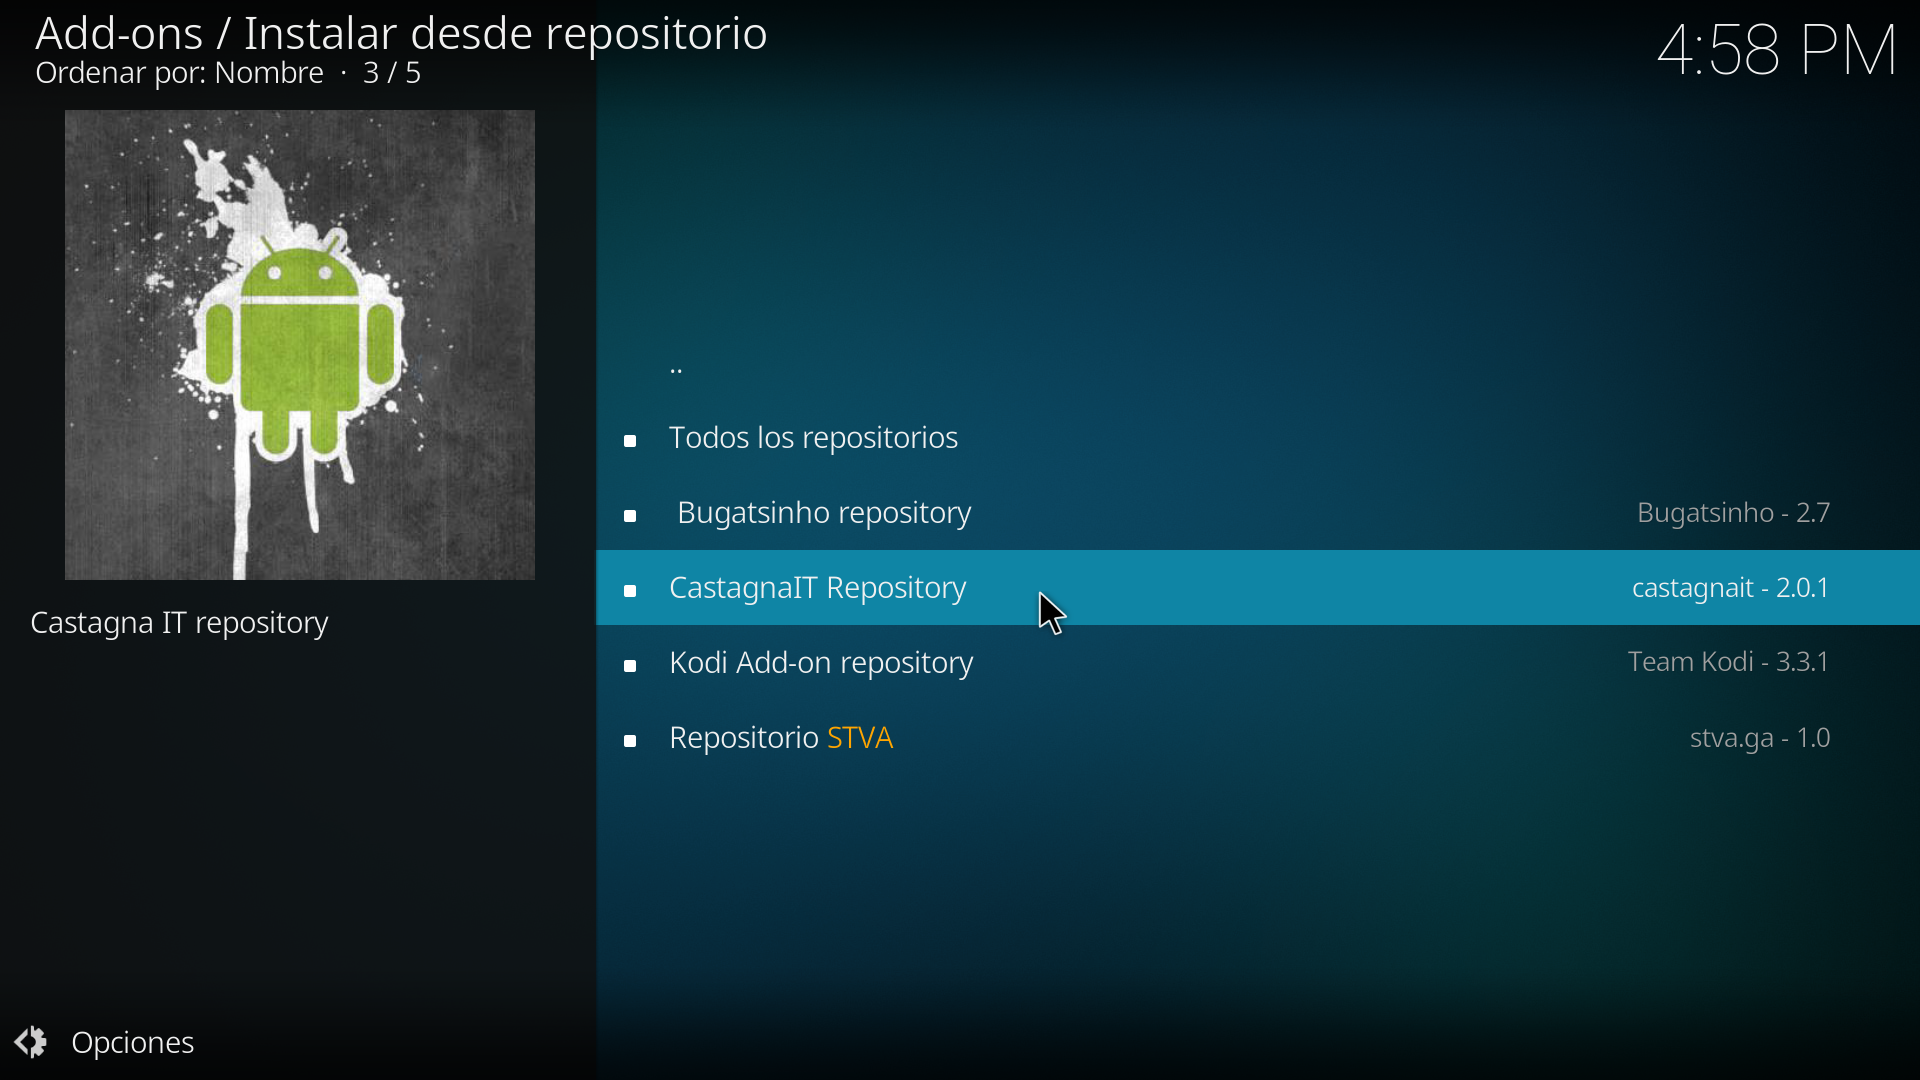 Add-ons / Instalar desde repositorio
Ordenar por: Nombre · 3 / 5
4:58 PM
Castagna IT repository
..
Todos los repositorios
Bugatsinho repository Bugatsinho - 2.7
CastagnaIT Repository castagnait - 2.0.1
Kodi Add-on repository Team Kodi - 3.3.1
Repositorio STVA stva.ga - 1.0
Opciones